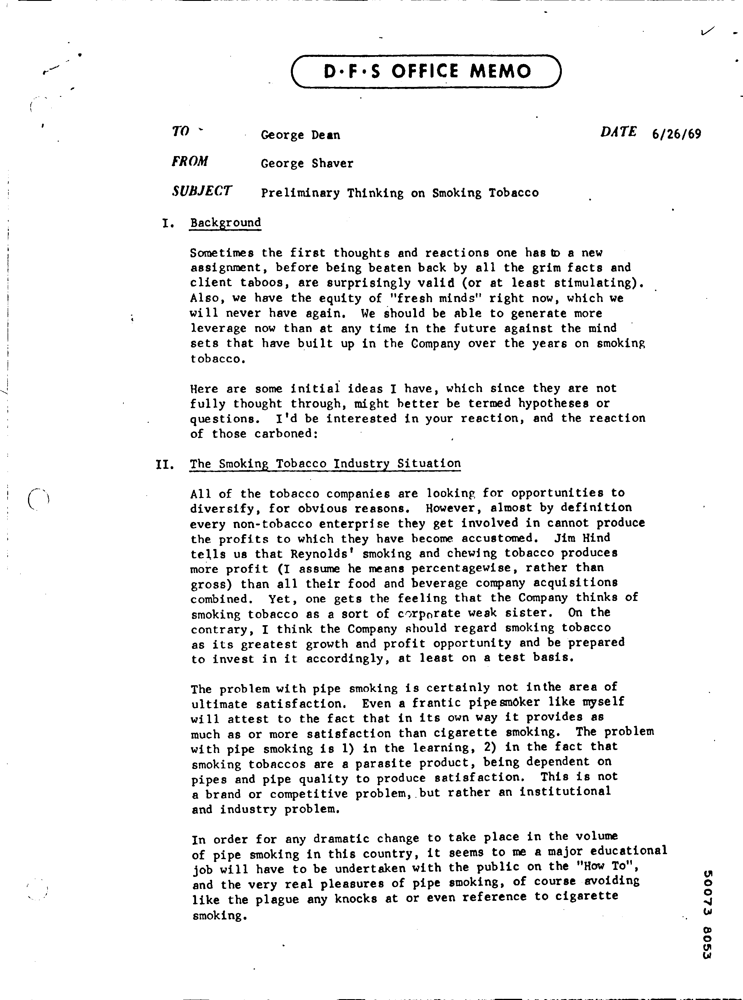 D·F·S OFFICE MEMO
TO - George Dean DATE 6/26/69
FROM George Shaver
SUBJECT Preliminary Thinking on Smoking Tobacco
I. Background
Sometimes the first thoughts and reactions one has to a new
assignment, before being beaten back by all the grim facts and
client taboos, are surprisingly valid (or at least stimulating).
Also, we have the equity of "fresh minds" right now, which we
will never have again. We should be able to generate more
leverage now than at any time in the future against the mind
sets that have built up in the Company over the years on smoking
tobacco.
Here are some initial ideas I have, which since they are not
fully thought through, might better be termed hypotheses or
questions. I'd be interested in your reaction, and the reaction
of those carboned:
II. The Smoking Tobacco Industry Situation
All of the tobacco companies are looking for opportunities to
diversify, for obvious reasons. However, almost by definition
every non-tobacco enterprise they get involved in cannot produce
the profits to which they have become accustomed. Jim Hind
tells us that Reynolds' smoking and chewing tobacco produces
more profit (I assume he means percentagewise, rather than
gross) than all their food and beverage company acquisitions
combined. Yet, one gets the feeling that the Company thinks of
smoking tobacco as a sort of corporate weak sister. On the
contrary, I think the Company should regard smoking tobacco
as its greatest growth and profit opportunity and be prepared
to invest in it accordingly, at least on a test basis.
The problem with pipe smoking is certainly not inthe area of
ultimate satisfaction. Even a frantic pipesmoker like myself
will attest to the fact that in its own way it provides as
much as or more satisfaction than cigarette smoking. The problem
with pipe smoking is 1) in the learning, 2) in the fact that
smoking tobaccos are a parasite product, being dependent on
pipes and pipe quality to produce satisfaction. This is not
a brand or competitive problem, but rather an institutional
and industry problem.
In order for any dramatic change to take place in the volume
of pipe smoking in this country, it seems to me a major educational
job will have to be undertaken with the public on the "How To",
and the very real pleasures of pipe smoking, of course avoiding
like the plague any knocks at or even reference to cigarette
smoking.
50073 8053